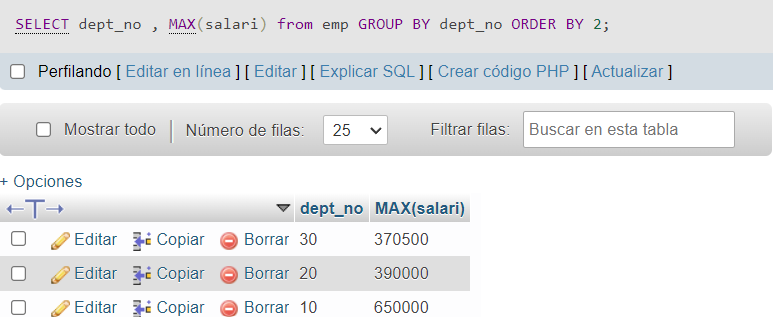 SELECT dept_no , MAX(salari) from emp GROUP BY dept_no ORDER BY 2;
Perfilando [ Editar en línea ] [ Editar ] [ Explicar SQL ] [ Crear código PHP ] [ Actualizar ]
Mostrar todo Número de filas: 25 Filtrar filas: Buscar en esta tabla
+ Opciones
dept_no MAX(salari)
Editar Copiar Borrar 30 370500
Editar Copiar Borrar 20 390000
Editar Copiar Borrar 10 650000